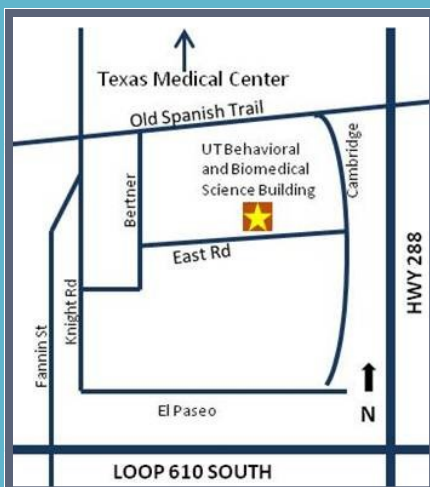 Texas Medical Center
Old Spanish Trail
UT Behavioral
and Biomedical
Science Building
Cambridge
Bertner
East Rd
HWY 288
Knight Rd
Fannin St
El Paseo
N
LOOP 610 SOUTH